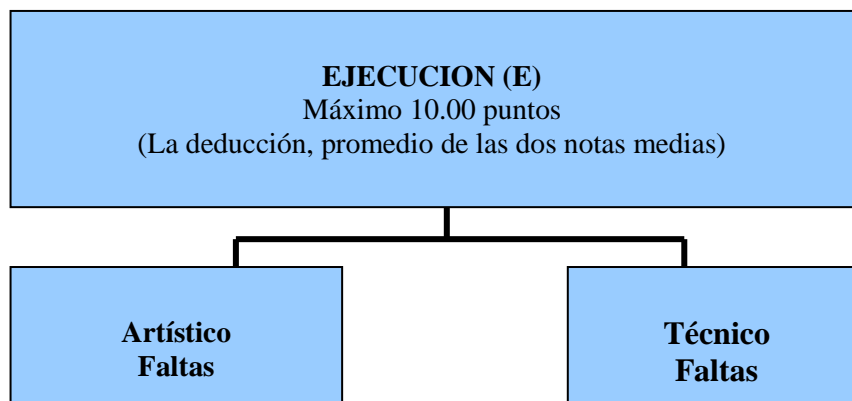 EJECUCION (E)
Máximo 10.00 puntos
(La deducción, promedio de las dos notas medias)
Artístico
Faltas
Técnico
Faltas